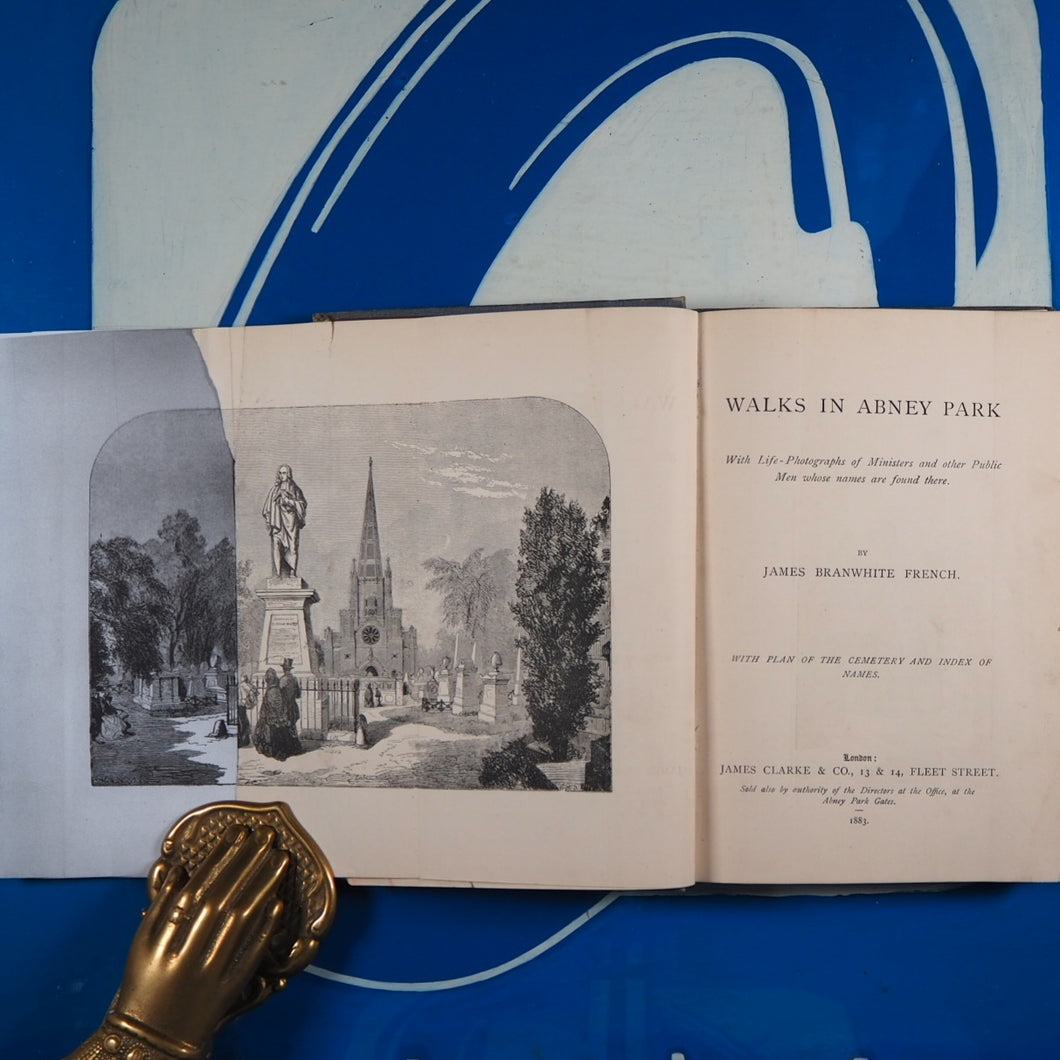 WALKS IN ABNEY PARK
With Life-Photographs of Ministers and other Public
Men whose names are found there.
BY
JAMES BRANWHITE FRENCH.
WITH PLAN OF THE CEMETERY AND INDEX OF
NAMES.
London:
JAMES CLARKE & CO., 13 & 14, FLEET STREET.
Sold also by authority of the Directors at the Office, at the
Abney Park Gates.
1883.